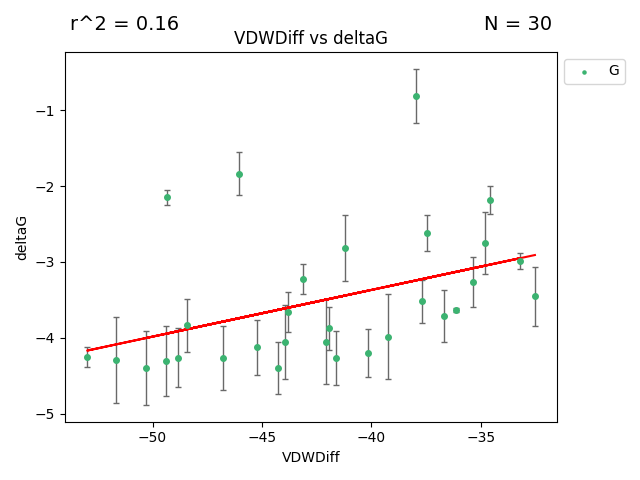 r^2 = 0.16
N = 30
VDWDiff vs deltaG
G
−1
−2
−3
−4
−5
deltaG
−50
−45
−40
−35
VDWDiff